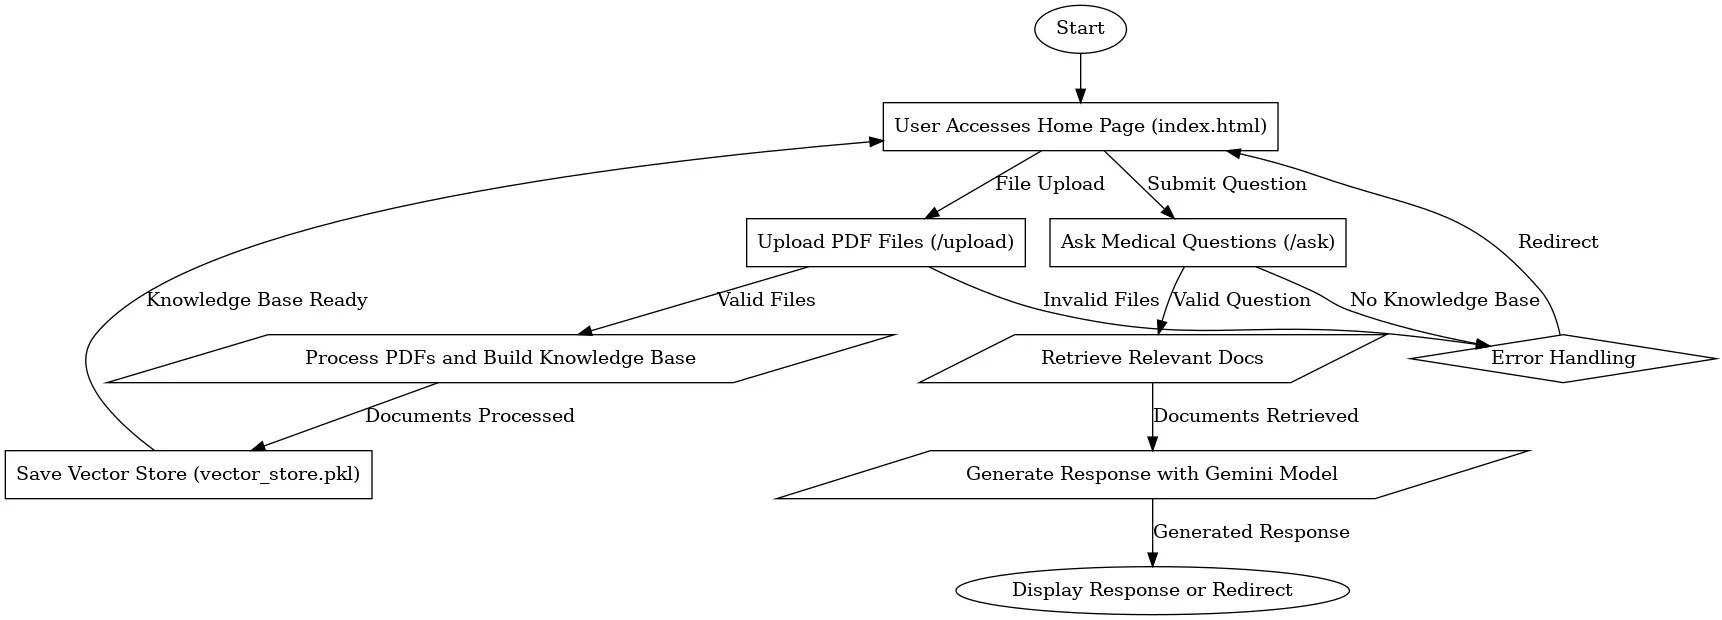 Start
User Accesses Home Page (index.html)
File Upload
Submit Question
Upload PDF Files (/upload)
Ask Medical Questions (/ask)
Redirect
Knowledge Base Ready
Valid Files
Invalid Files
Valid Question
No Knowledge Base
Process PDFs and Build Knowledge Base
Retrieve Relevant Docs
Error Handling
Documents Processed
Documents Retrieved
Save Vector Store (vector_store.pkl)
Generate Response with Gemini Model
Generated Response
Display Response or Redirect